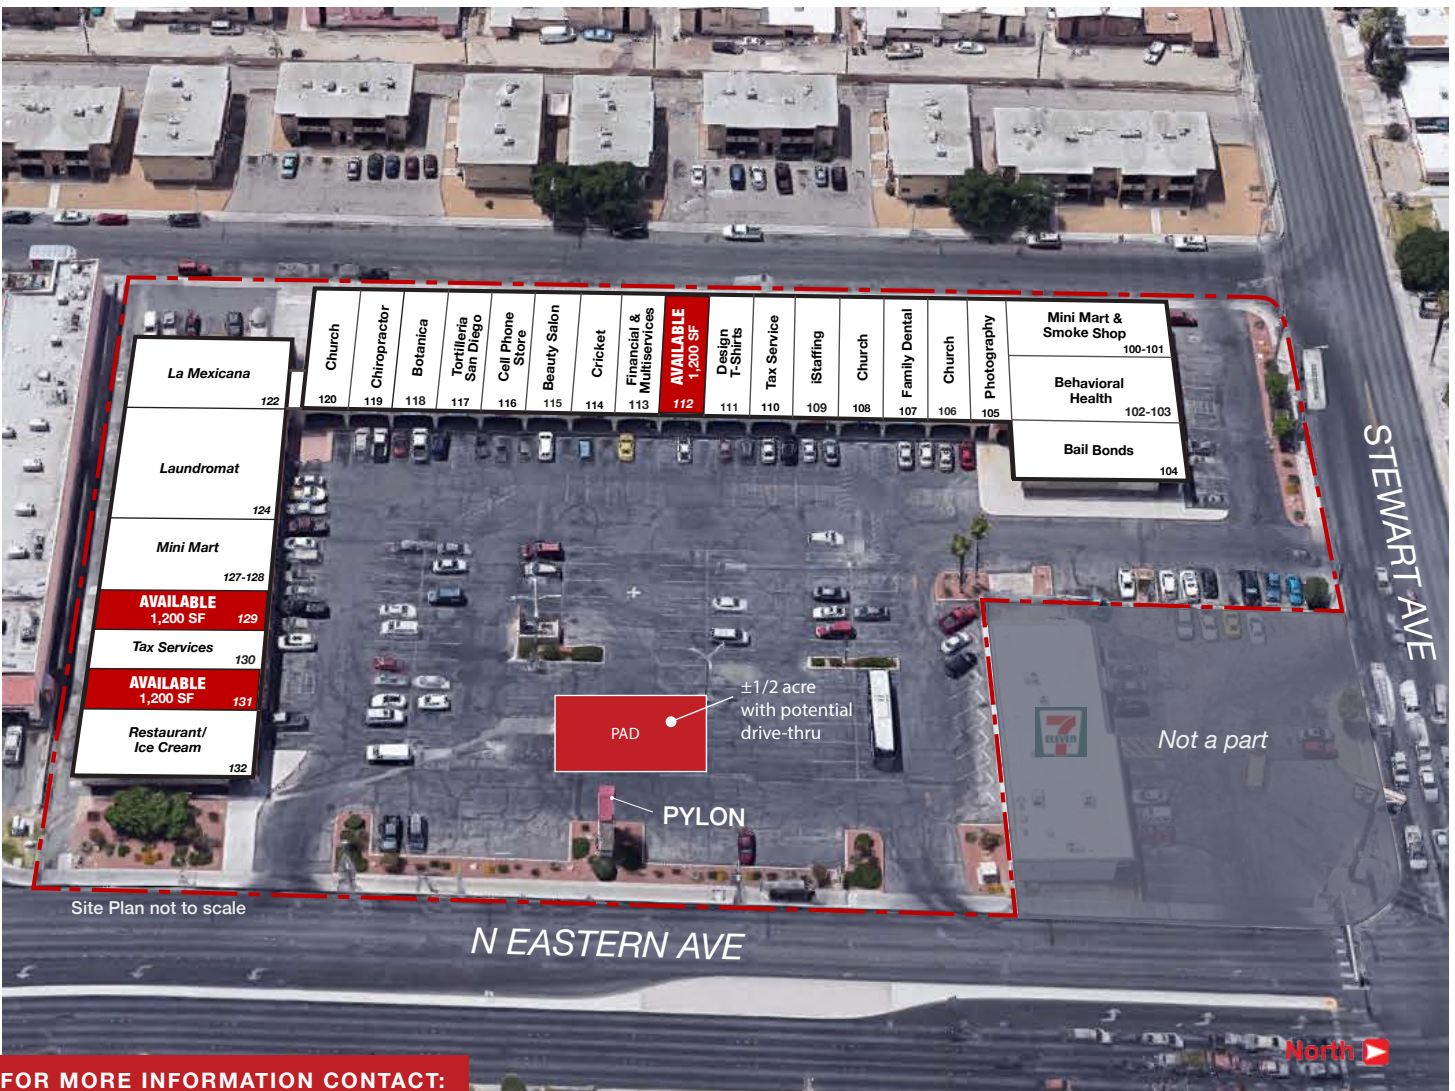 Church
120
Chiropractor
119
Botanica
118
Tortilleria
San Diego
117
Cell Phone
Store
116
Beauty Salon
115
Cricket
114
Financial &
Multiservices
113
AVAILABLE
1,200 SF
112
Design
T-Shirts
111
Tax Service
110
iStaffing
109
Church
108
Family Dental
107
Church
106
Photography
105
Mini Mart &
Smoke Shop
100-101
Behavioral
Health
102-103
Bail Bonds
104
La Mexicana
122
Laundromat
124
Mini Mart
127-128
AVAILABLE
1,200 SF 129
Tax Services
130
AVAILABLE
1,200 SF 131
Restaurant/
Ice Cream
132
STEWART AVE
±1/2 acre
with potential
drive-thru
PAD
PYLON
7
ELEVEN
Not a part
Site Plan not to scale
N EASTERN AVE
North
FOR MORE INFORMATION CONTACT: